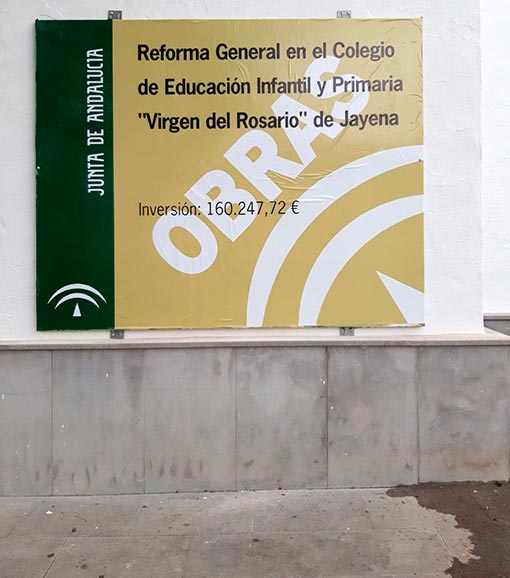 JUNTA DE ANDALUCIA
Reforma General en el Colegio
de Educación Infantil y Primaria
"Virgen del Rosario" de Jayena
OBRAS
Inversión: 160.247,72 €